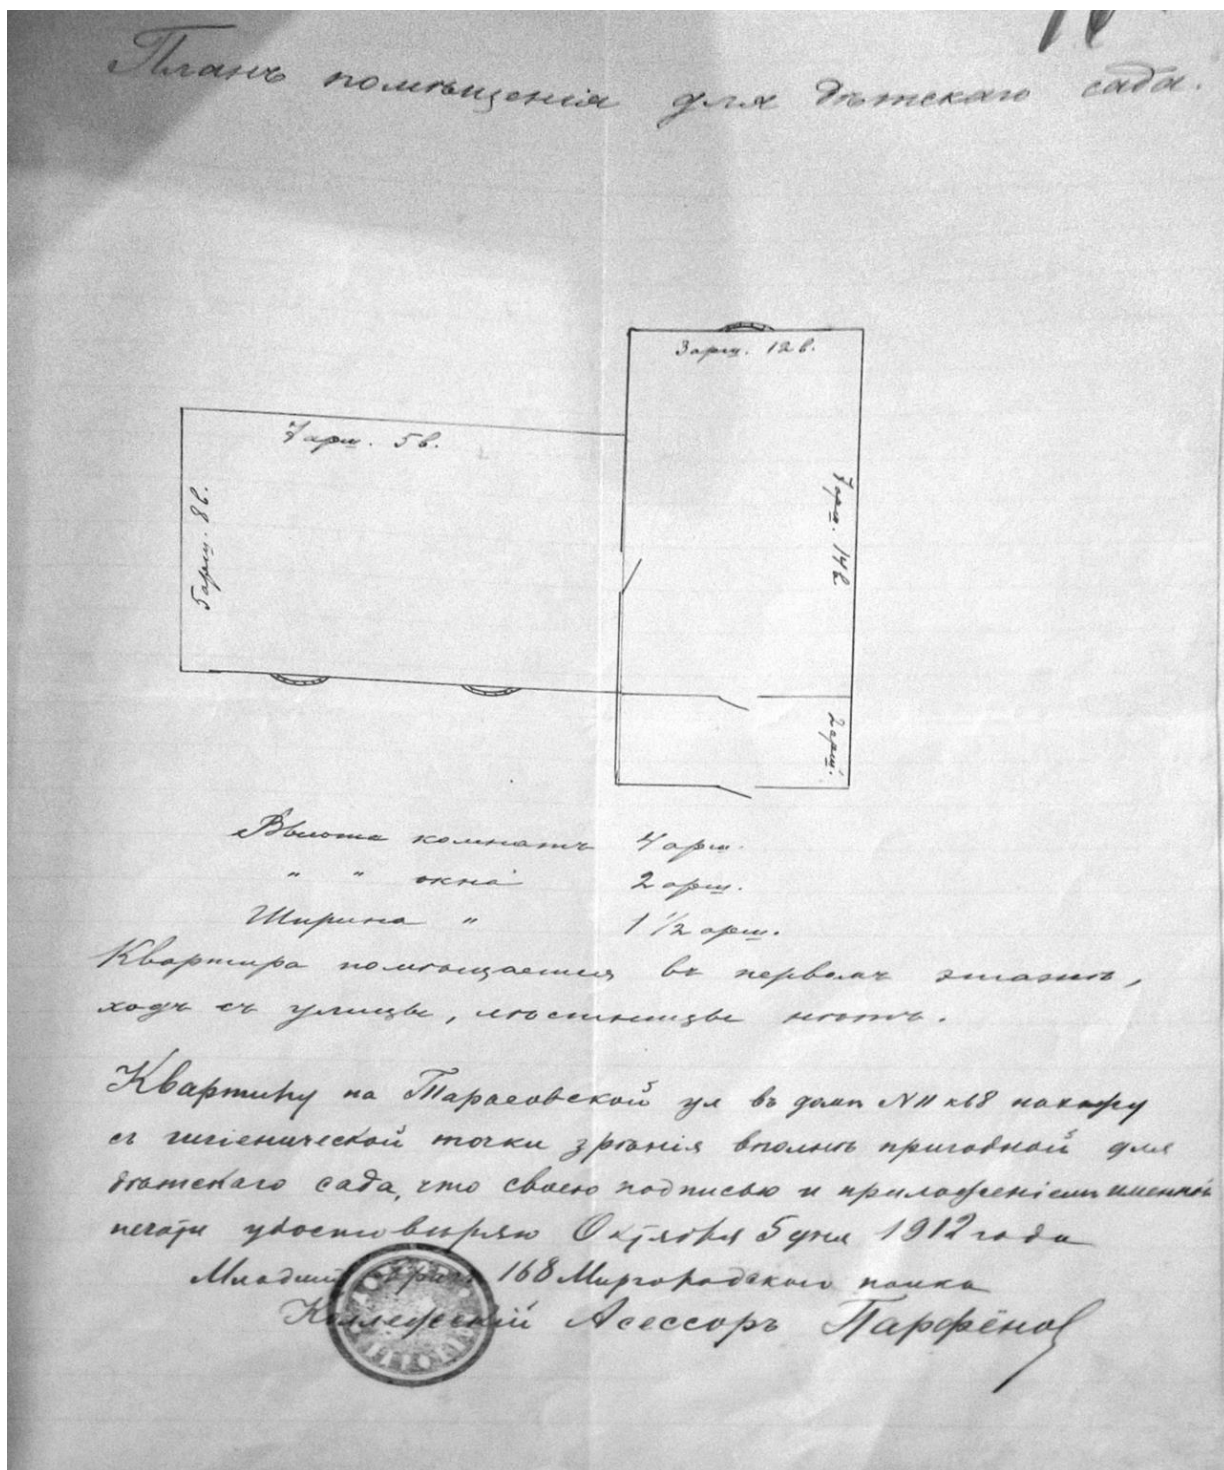 Планъ помѣщенія для дѣтскаго сада.
3 арш. 12 в.
7 арш. 5 в.
5 арш. 8 в.
7 арш. 14 в
2 арш.
Высота комнатъ 4 арш.
" " окна 2 арш.
Ширина " 1 1/2 арш.
Квартира помѣщается въ первомъ этажѣ,
ходъ съ улицы, лѣстницы нѣтъ.
Квартиру на Тарасовской ул въ домѣ N 11 к 8 нахожу
съ гигіенической точки зрѣнія вполнѣ пригодной для
дѣтскаго сада, что своею подписью и приложеніемъ именной
печати удостовѣряю Октября 5 дня 1912 года
Младшій врачъ 168 Миргородскаго полка
Коллежскій Асессоръ Парфёнов